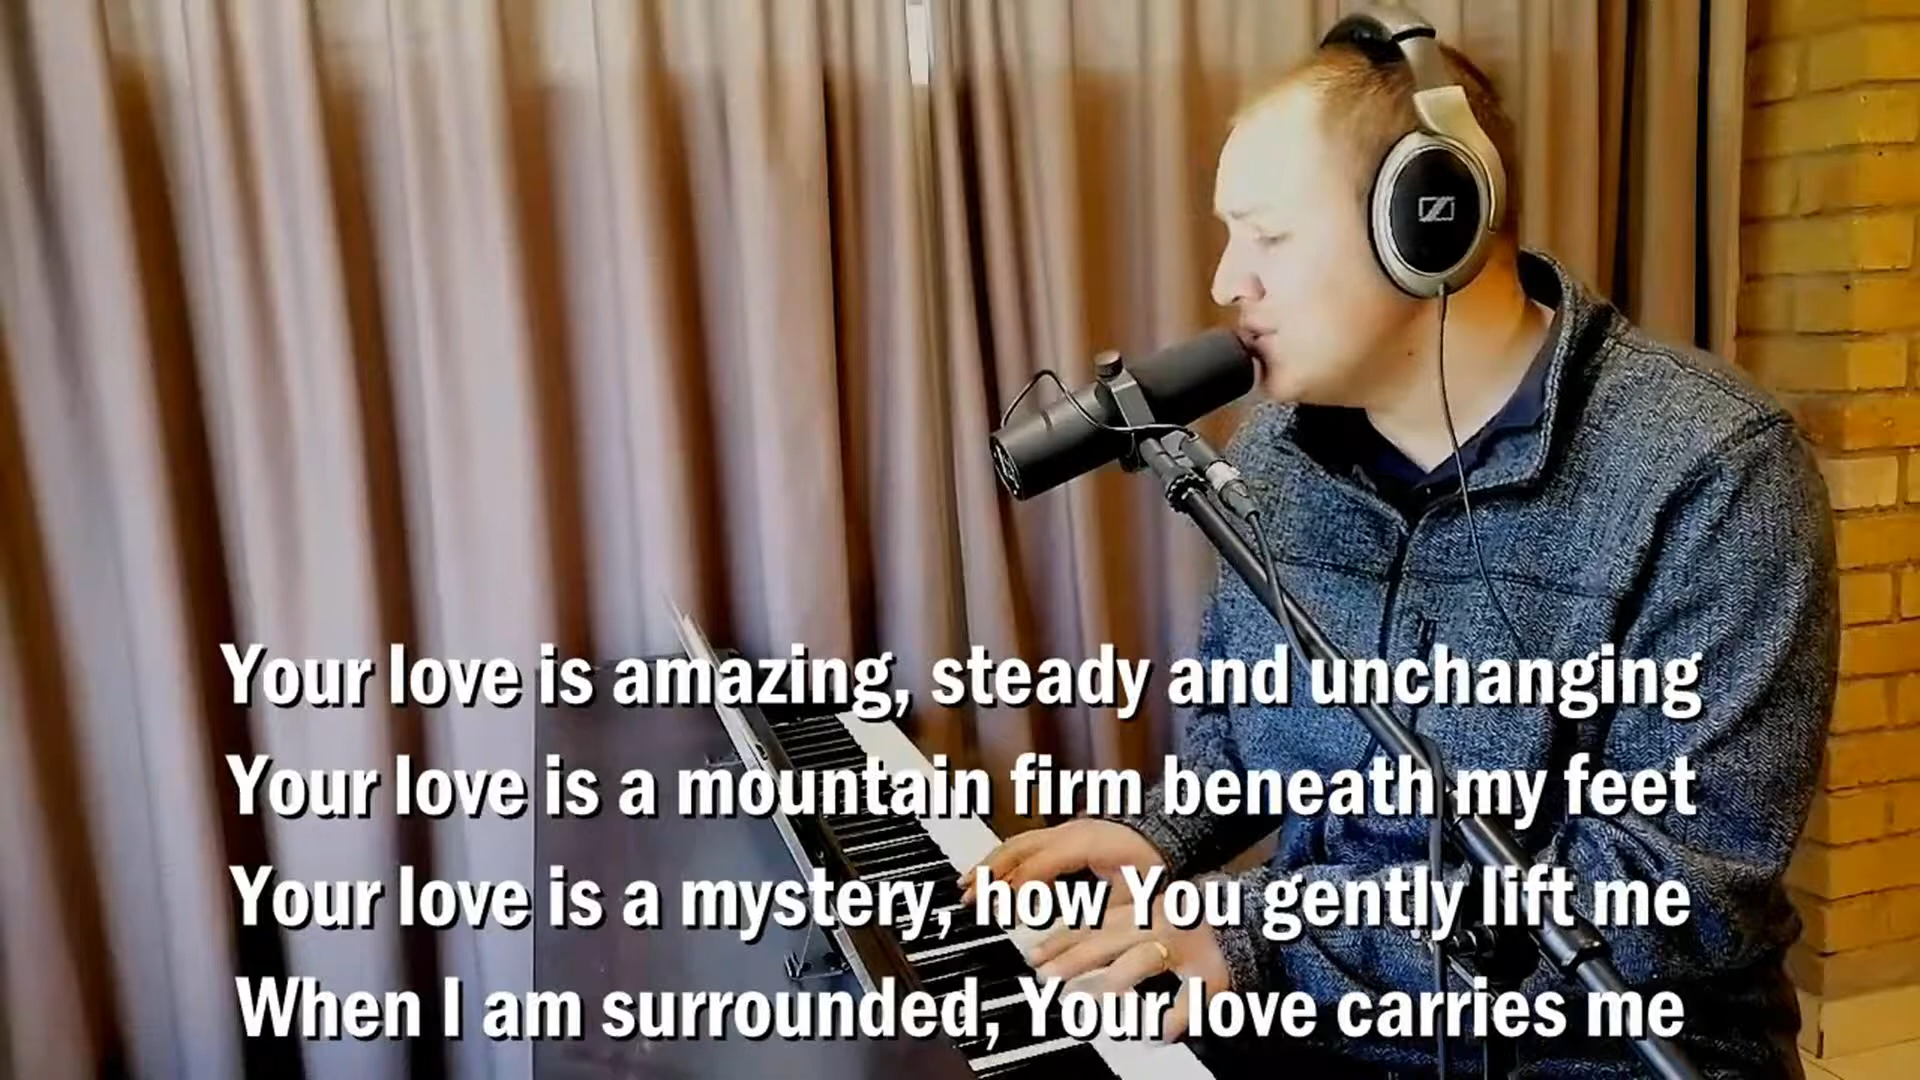 Your love is amazing, steady and unchanging
Your love is a mountain firm beneath my feet
Your love is a mystery, how You gently lift me
When I am surrounded, Your love carries me